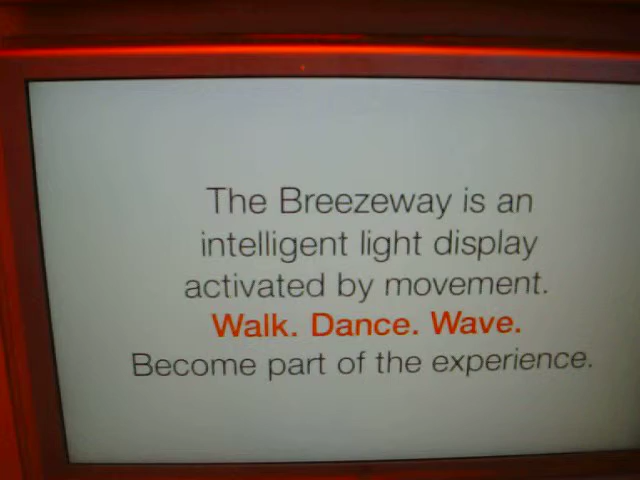 The Breezeway is an
intelligent light display
activated by movement.
Walk. Dance. Wave.
Become part of the experience.